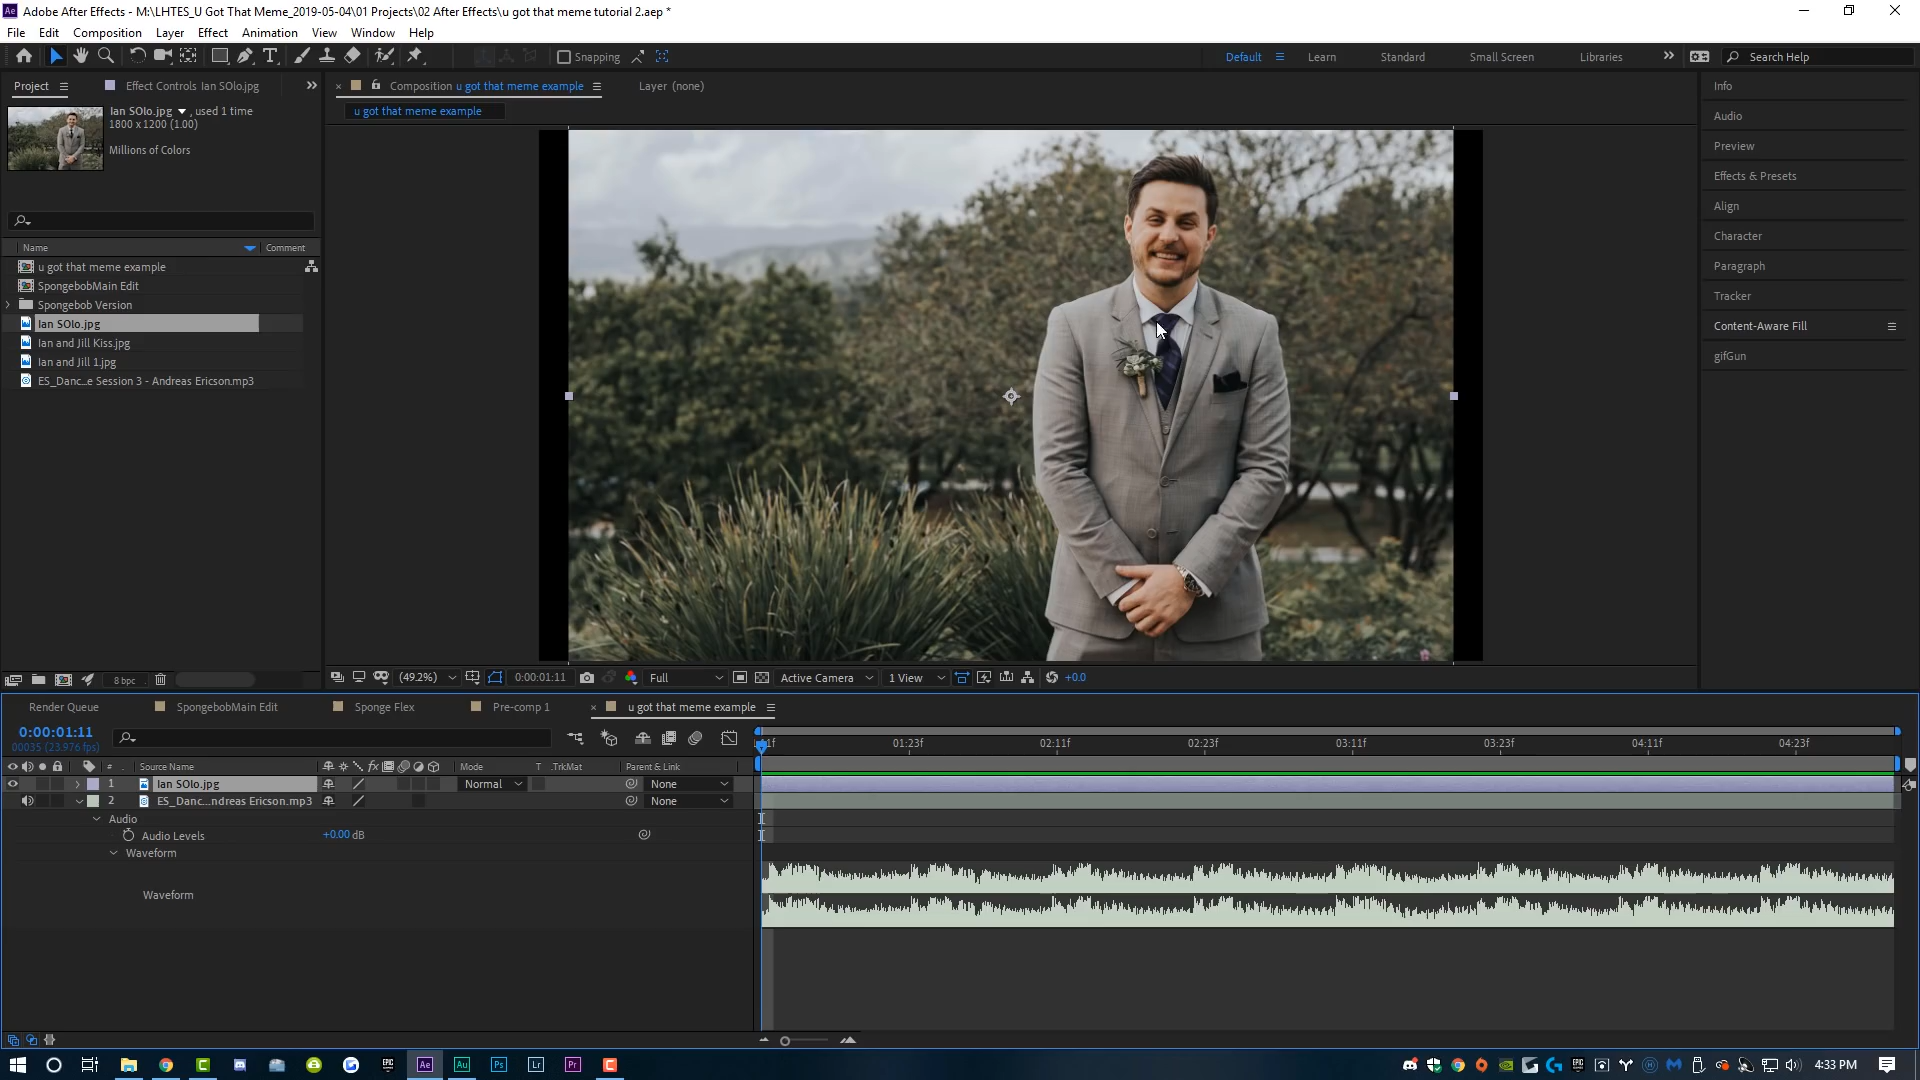 Adobe After Effects - M:\LHTES_U Got That Meme_2019-05-04\01 Projects\02 After Effects\u got that meme tutorial 2.aep *
File Edit Composition Layer Effect Animation View Window Help
Snapping Default Learn Standard Small Screen Libraries Search Help
Project Effect Controls Ian SOlo.jpg Composition u got that meme example Layer (none)
u got that meme example
Ian SOlo.jpg , used 1 time
1800 x 1200 (1.00)
Millions of Colors
Name Comment
u got that meme example
SpongebobMain Edit
Spongebob Version
Ian SOlo.jpg
Ian and Jill Kiss.jpg
Ian and Jill 1.jpg
ES_Danc...e Session 3 - Andreas Ericson.mp3
Info
Audio
Preview
Effects & Presets
Align
Character
Paragraph
Tracker
Content-Aware Fill
gifGun
8 bpc (49.2%) 0:00:01:11 Full Active Camera 1 View +0.0
Render Queue SpongebobMain Edit Sponge Flex Pre-comp 1 u got that meme example
0:00:01:11
00035 (23.976 fps)
01:23f 02:11f 02:23f 03:11f 03:23f 04:11f 04:23f
# Source Name Mode T .TrkMat Parent & Link
1 Ian SOlo.jpg Normal None
2 ES_Danc...ndreas Ericson.mp3 None
Audio
Audio Levels +0.00 dB
Waveform
Waveform
4:33 PM